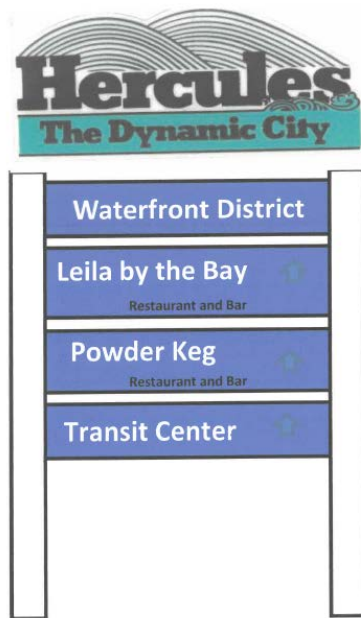 Hercules
The Dynamic City
Waterfront District
Leila by the Bay
Restaurant and Bar
Powder Keg
Restaurant and Bar
Transit Center